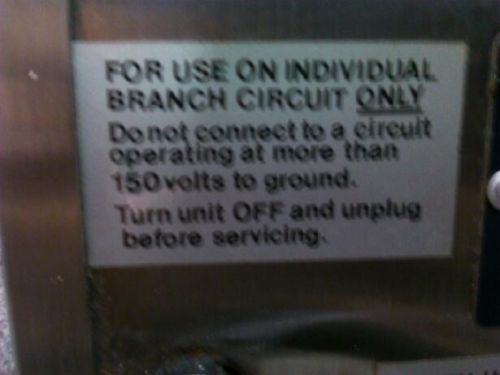 FOR USE ON INDIVIDUAL
BRANCH CIRCUIT ONLY
Do not connect to a circuit
operating at more than
150 volts to ground.
Turn unit OFF and unplug
before servicing.